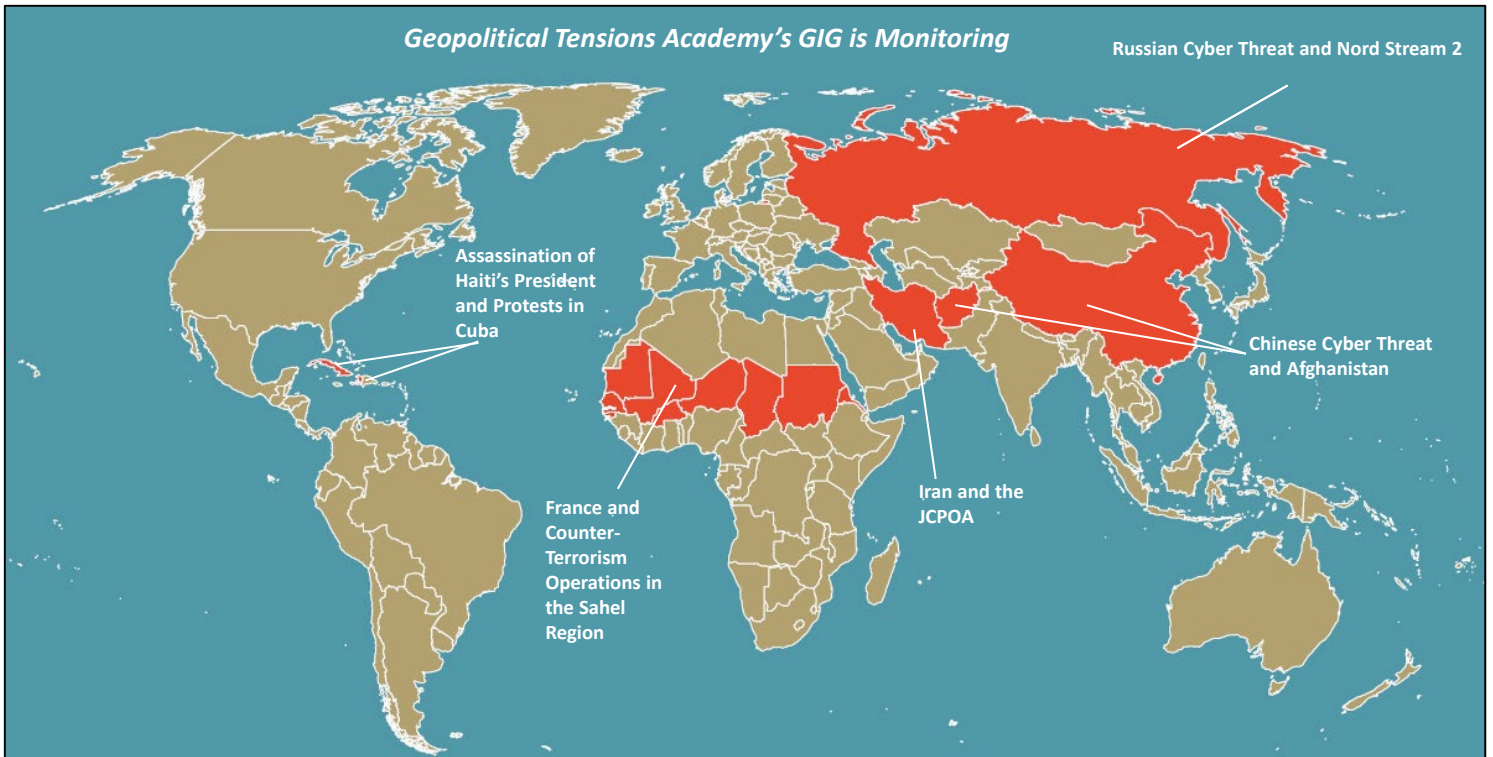 Geopolitical Tensions Academy's GIG is Monitoring
Russian Cyber Threat and Nord Stream 2
Assassination of
Haiti's President
and Protests in
Cuba
Chinese Cyber Threat
and Afghanistan
Iran and the
JCPOA
France and
Counter-
Terrorism
Operations in
the Sahel
Region